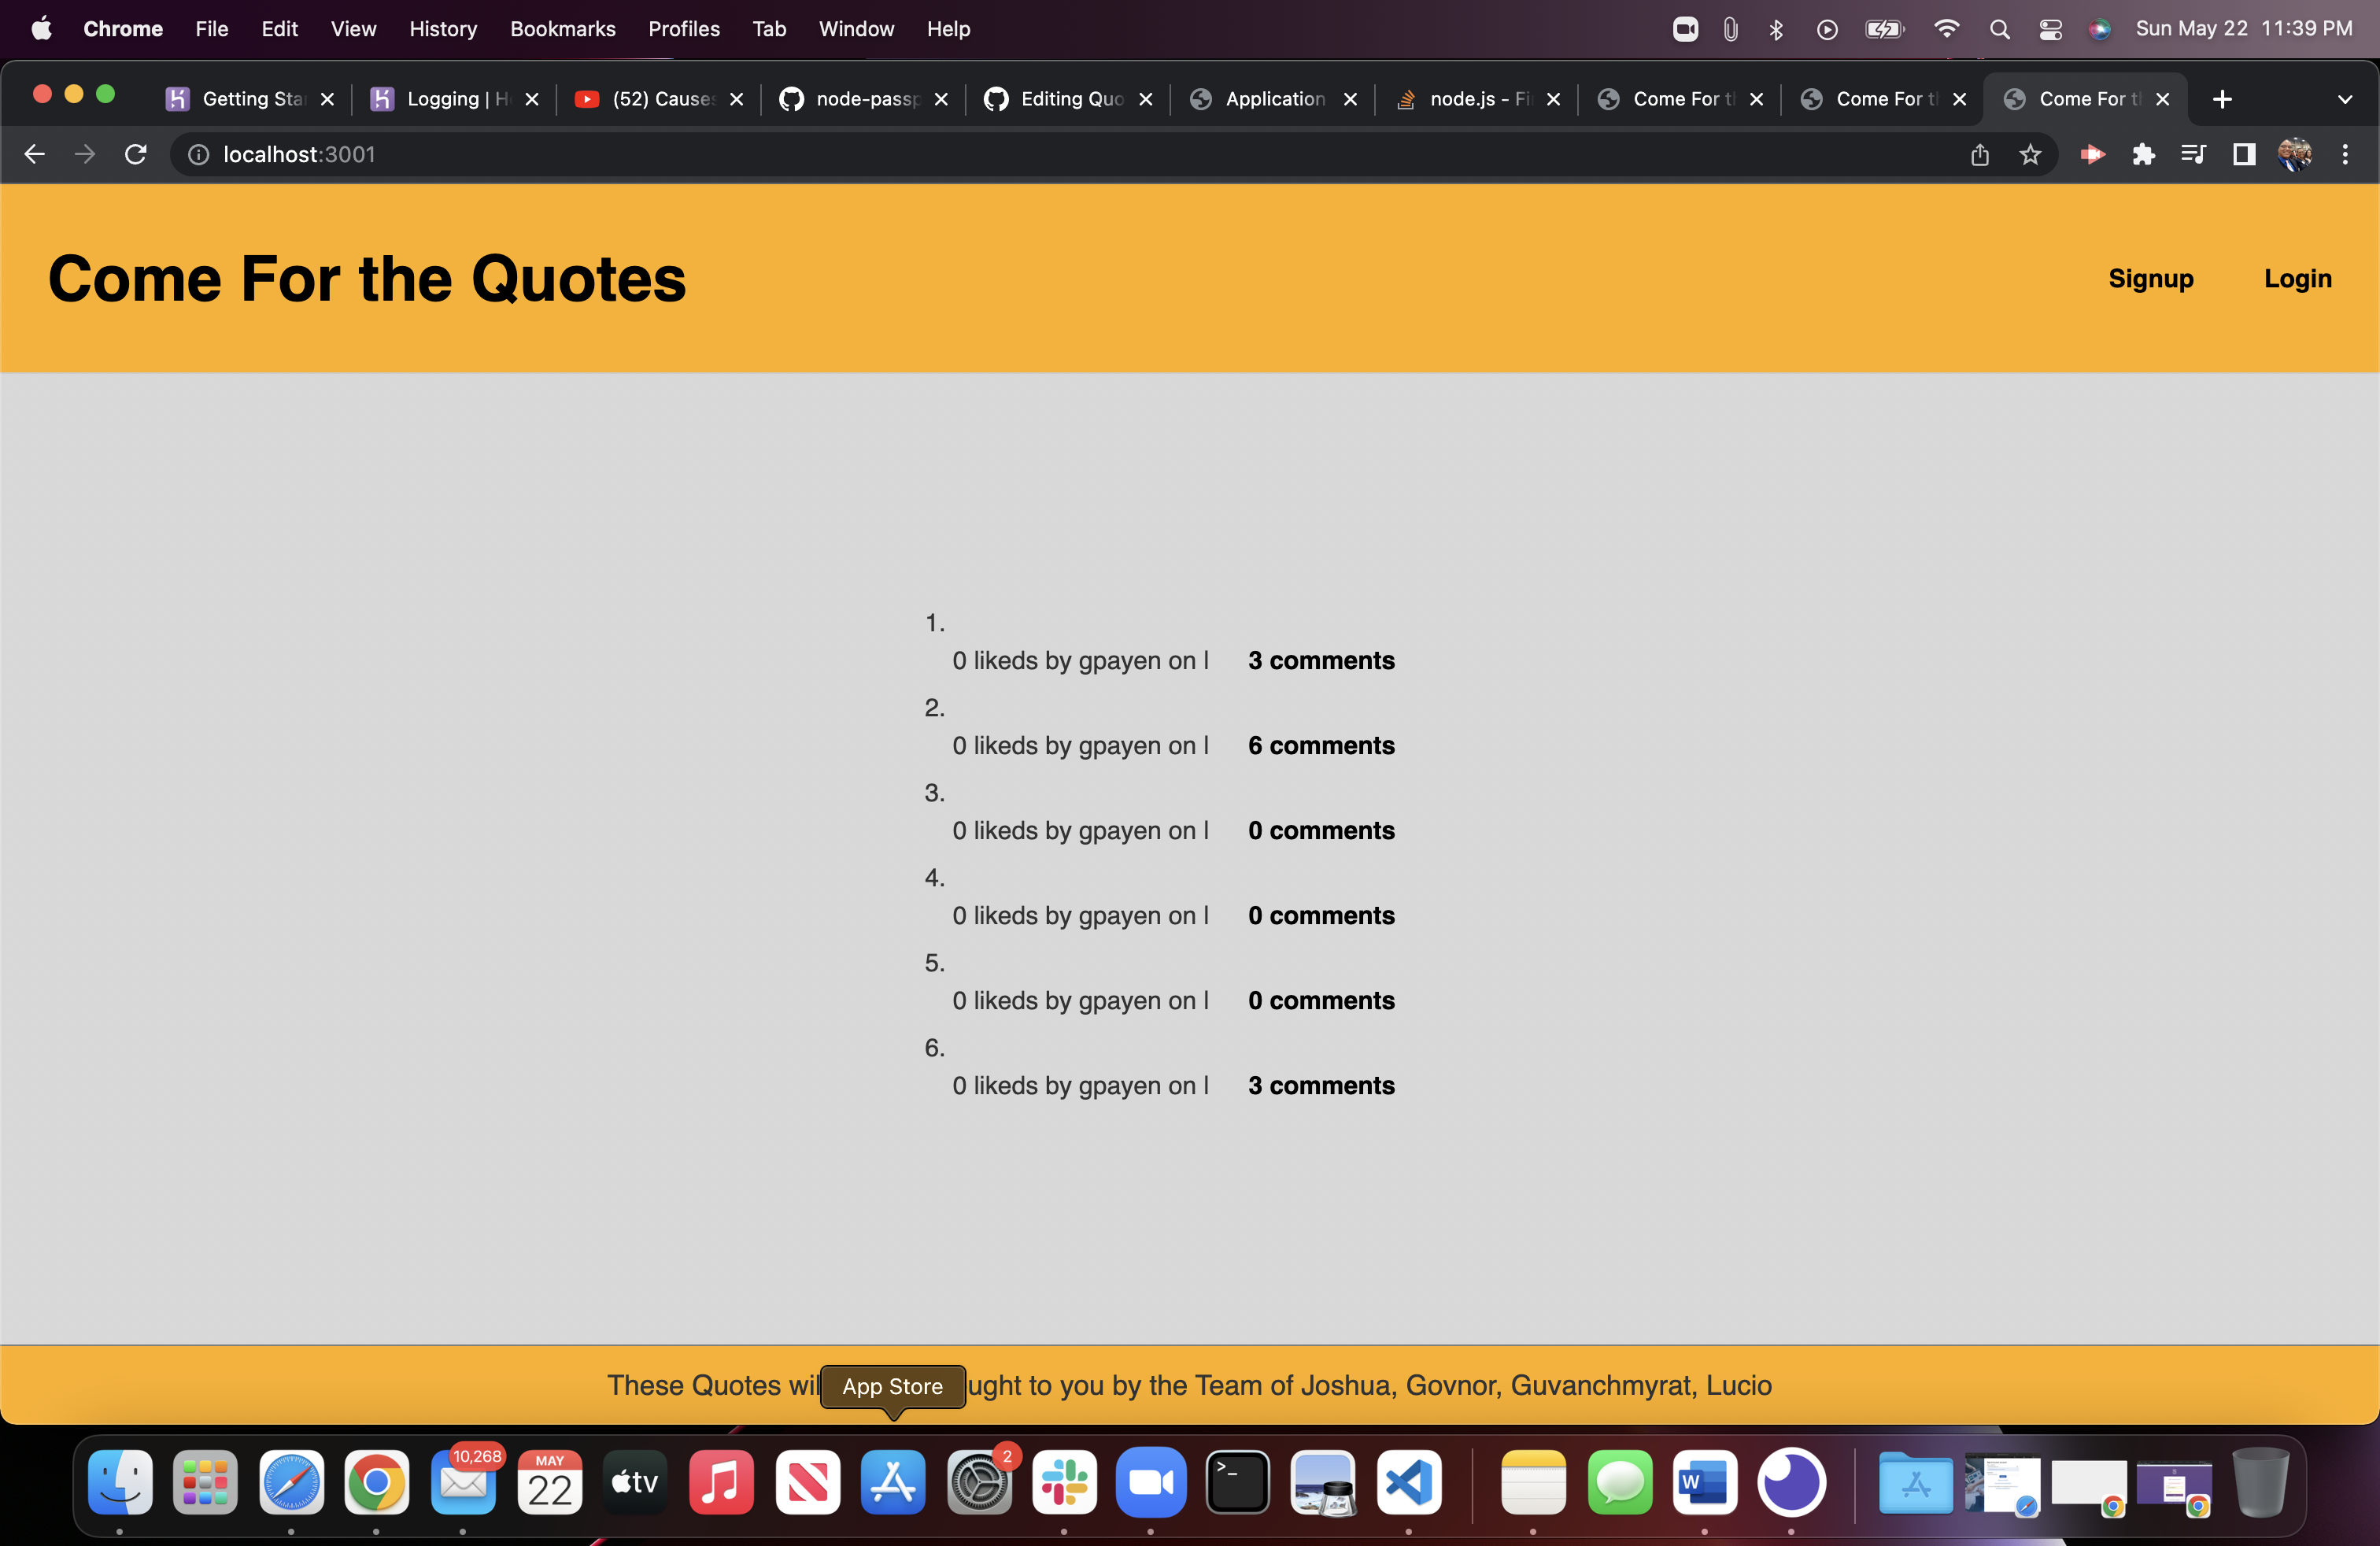 Chrome File Edit View History Bookmarks Profiles Tab Window Help Sun May 22 11:39 PM
Getting Sta Logging | H (52) Cause node-passp Editing Quo Application node.js - Fi Come For t Come For t Come For t
localhost:3001
Come For the Quotes Signup Login
1.
0 likeds by gpayen on | 3 comments
2.
0 likeds by gpayen on | 6 comments
3.
0 likeds by gpayen on | 0 comments
4.
0 likeds by gpayen on | 0 comments
5.
0 likeds by gpayen on | 0 comments
6.
0 likeds by gpayen on | 3 comments
These Quotes wil App Store ught to you by the Team of Joshua, Govnor, Guvanchmyrat, Lucio
10,268 MAY 22 tv 2 >_ W